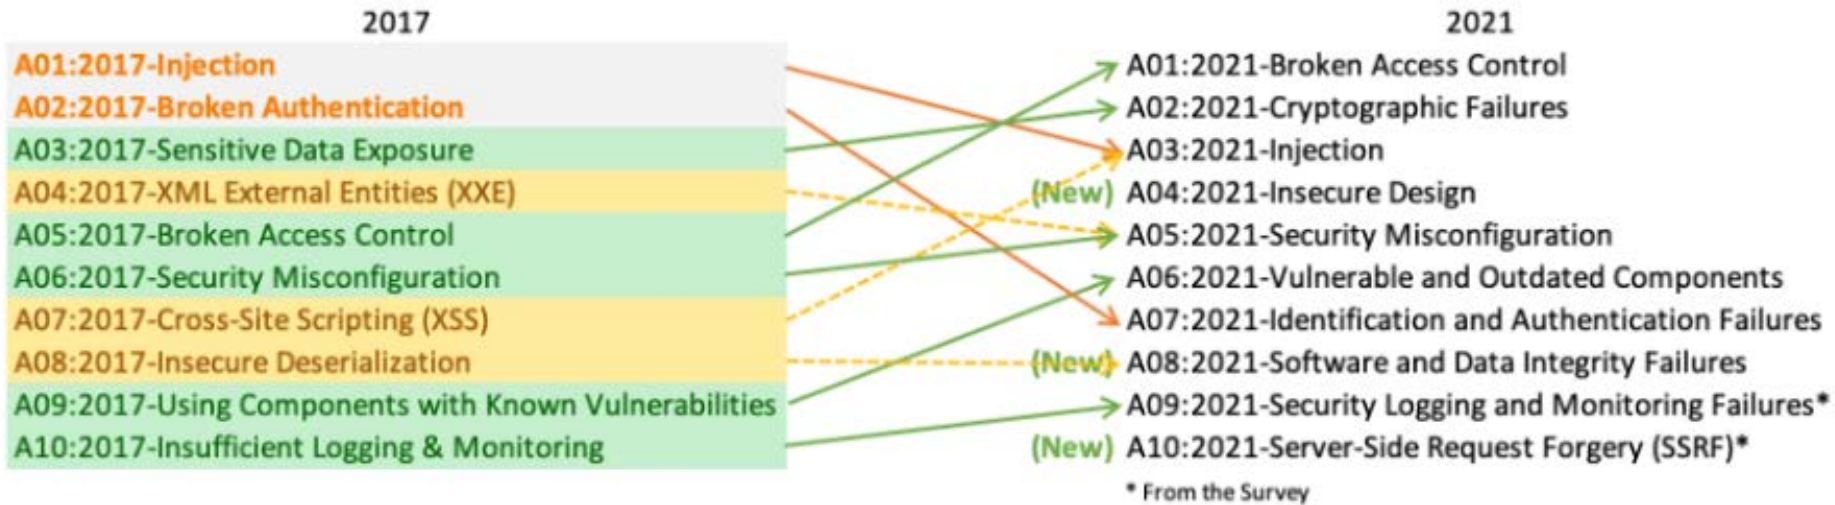 2017
2021
A01:2017-Injection
A02:2017-Broken Authentication
A03:2017-Sensitive Data Exposure
A04:2017-XML External Entities (XXE)
A05:2017-Broken Access Control
A06:2017-Security Misconfiguration
A07:2017-Cross-Site Scripting (XSS)
A08:2017-Insecure Deserialization
A09:2017-Using Components with Known Vulnerabilities
A10:2017-Insufficient Logging & Monitoring
A01:2021-Broken Access Control
A02:2021-Cryptographic Failures
A03:2021-Injection
(New) A04:2021-Insecure Design
A05:2021-Security Misconfiguration
A06:2021-Vulnerable and Outdated Components
A07:2021-Identification and Authentication Failures
(New) A08:2021-Software and Data Integrity Failures
A09:2021-Security Logging and Monitoring Failures*
(New) A10:2021-Server-Side Request Forgery (SSRF)*
* From the Survey